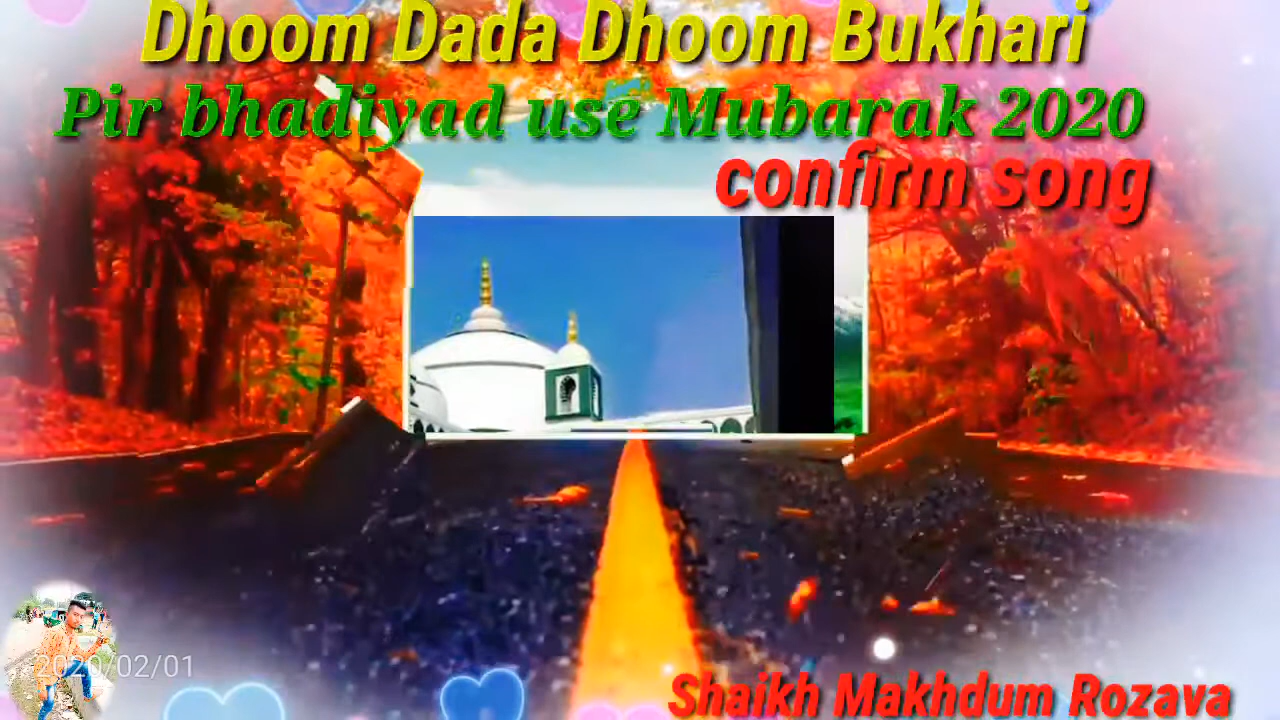 Dhoom Dada Dhoom Bukhari
Pir bhadiyad use Mubarak 2020
confirm song
2020/02/01
Shaikh Makhdum Rozava